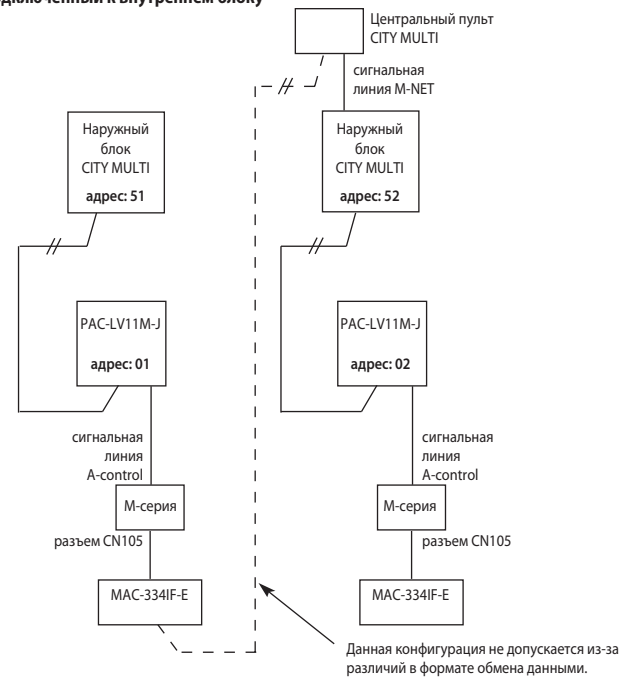 дключенный к внутреннем блоку
Центральный пульт
CITY MULTI
сигнальная
линия M-NET
Наружный
блок
CITY MULTI
адрес: 51
Наружный
блок
CITY MULTI
адрес: 52
PAC-LV11M-J
адрес: 01
PAC-LV11M-J
адрес: 02
сигнальная
линия
A-control
сигнальная
линия
A-control
М-серия
М-серия
разъем CN105
разъем CN105
MAC-334IF-E
MAC-334IF-E
Данная конфигурация не допускается из-за
различий в формате обмена данными.